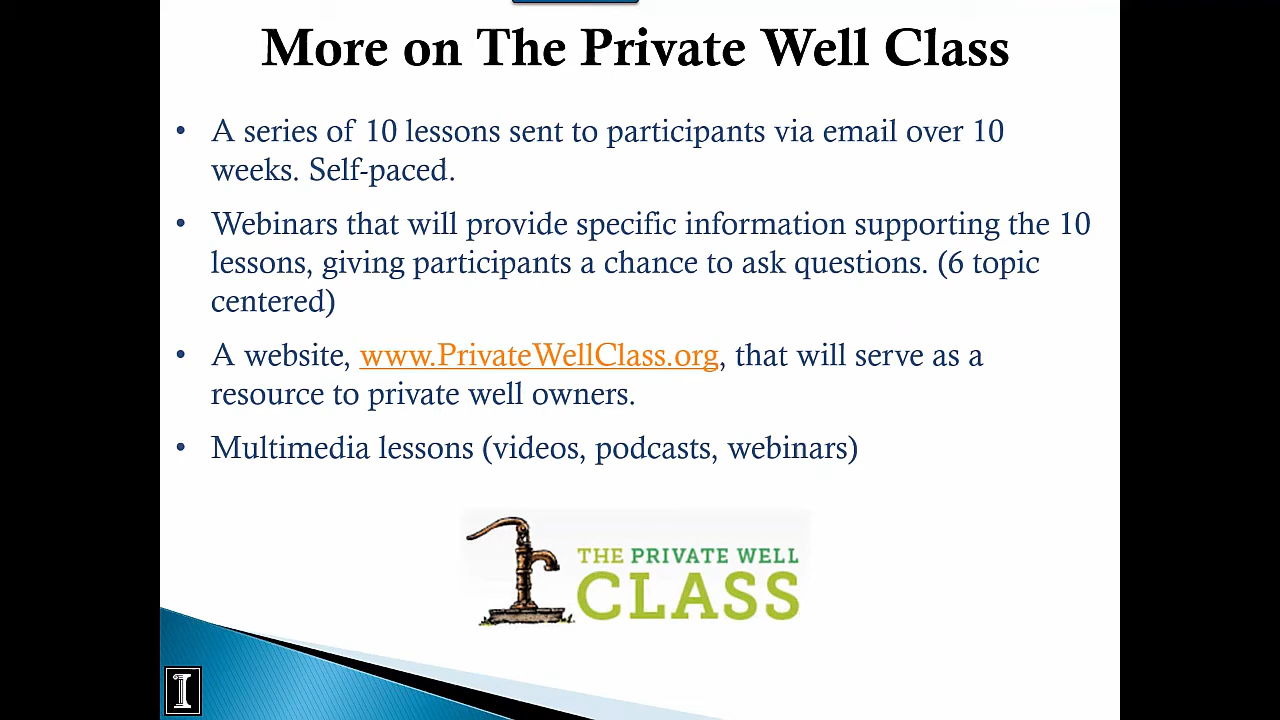 More on The Private Well Class
• A series of 10 lessons sent to participants via email over 10
weeks. Self-paced.
• Webinars that will provide specific information supporting the 10
lessons, giving participants a chance to ask questions. (6 topic
centered)
• A website, www.PrivateWellClass.org, that will serve as a
resource to private well owners.
• Multimedia lessons (videos, podcasts, webinars)
THE PRIVATE WELL
CLASS
I